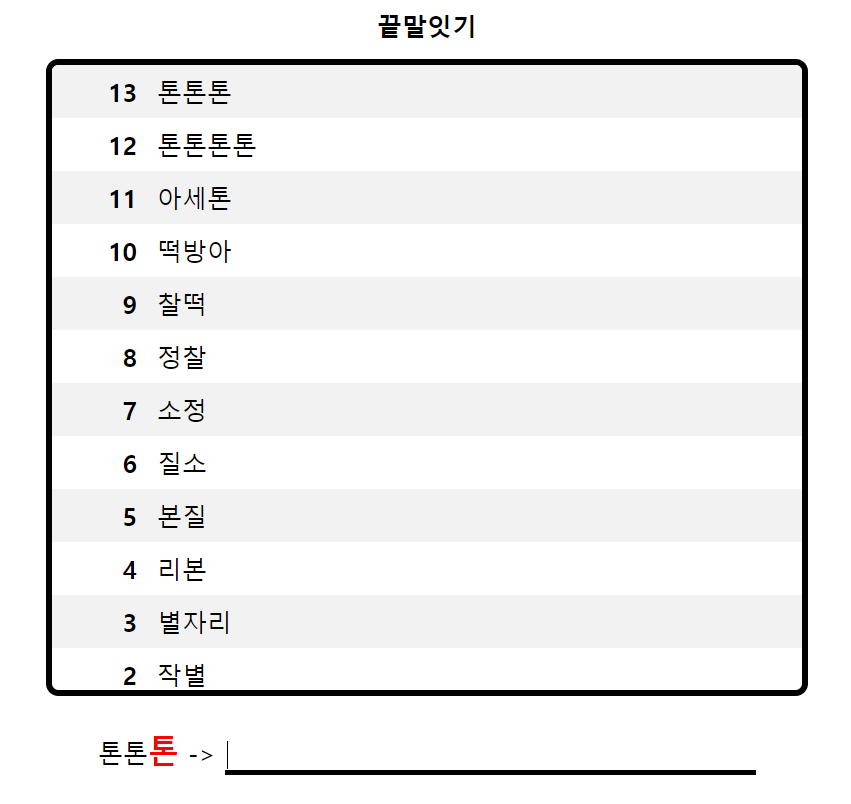 끝말잇기
13 톤톤톤
12 톤톤톤톤
11 아세톤
10 떡방아
9 찰떡
8 정찰
7 소정
6 질소
5 본질
4 리본
3 별자리
2 작별
톤톤톤 ->